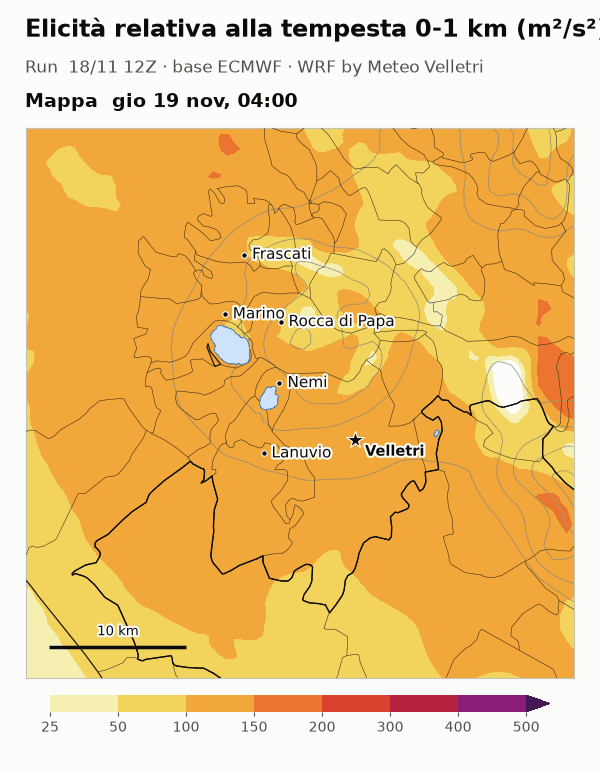 Elicità relativa alla tempesta 0-1 km (m²/s²)
Run  18/11 12Z · base ECMWF · WRF by Meteo Velletri
Mappa  gio 19 nov, 04:00
Frascati
Marino
Rocca di Papa
Nemi
Velletri
Lanuvio
10 km
25 50 100 150 200 300 400 500